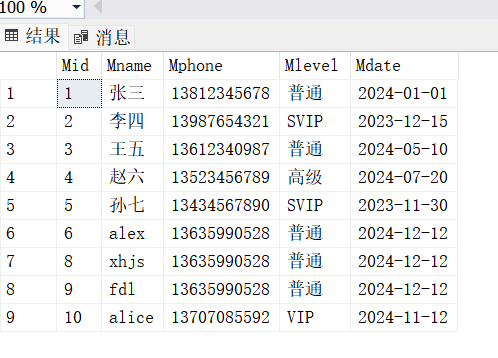 100 %
结果 消息
Mid Mname Mphone Mlevel Mdate
1 1 张三 13812345678 普通 2024-01-01
2 2 李四 13987654321 SVIP 2023-12-15
3 3 王五 13612340987 普通 2024-05-10
4 4 赵六 13523456789 高级 2024-07-20
5 5 孙七 13434567890 SVIP 2023-11-30
6 6 alex 13635990528 普通 2024-12-12
7 8 xhjs 13635990528 普通 2024-12-12
8 9 fdl 13635990528 普通 2024-12-12
9 10 alice 13707085592 VIP 2024-11-12